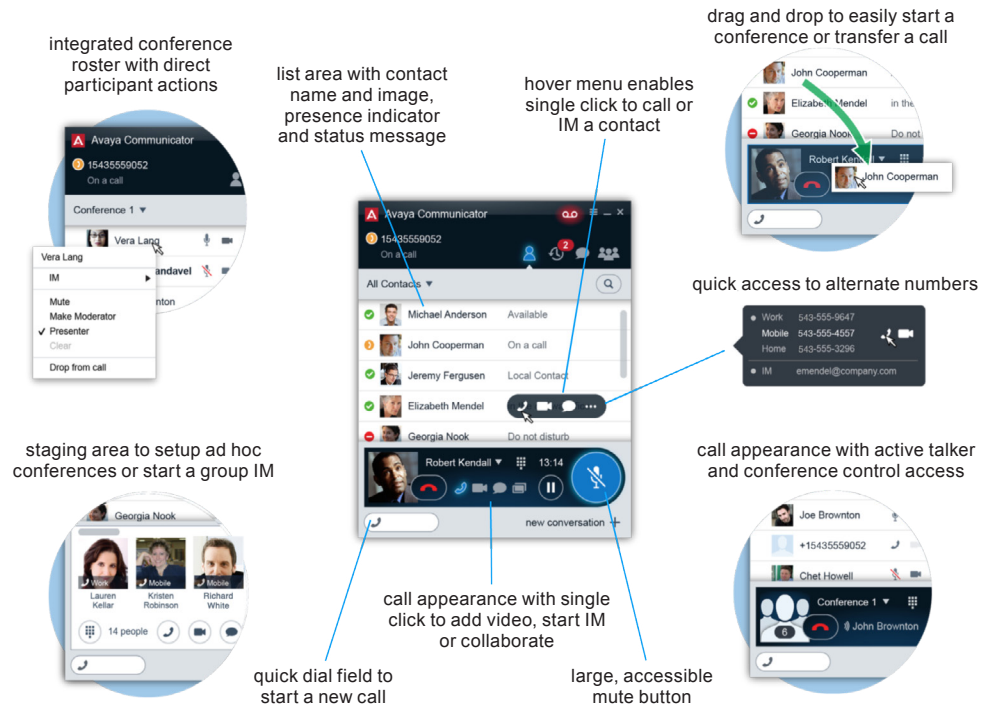 integrated conference
roster with direct
participant actions
Avaya Communicator
15435559052
On a call
Conference 1
Vera Lang
Vera Lang
IM
andavel
nton
Mute
Make Moderator
Presenter
Clear
Drop from call
list area with contact
name and image,
presence indicator
and status message
hover menu enables
single click to call or
IM a contact
drag and drop to easily start a
conference or transfer a call
John Cooperman
Elizabeth Mendel in the
Georgia Nook Do not
Robert Kendall
John Cooperman
Avaya Communicator
15435559052
On a call
2
All Contacts
Michael Anderson Available
John Cooperman On a call
Jeremy Fergusen Local Contact
Elizabeth Mendel
Georgia Nook Do not disturb
Robert Kendall 13:14
new conversation +
quick access to alternate numbers
Work 543-555-9647
Mobile 543-555-4557
Home 543-555-3296
IM emendel@company.com
staging area to setup ad hoc
conferences or start a group IM
Georgia Nook
Work Mobile Mobile
Lauren Kristen Richard
Kellar Robinson White
14 people
call appearance with active talker
and conference control access
Joe Brownton
+15435559052
Chet Howell
Conference 1
6
John Brownton
call appearance with single
click to add video, start IM
or collaborate
quick dial field to
start a new call
large, accessible
mute button